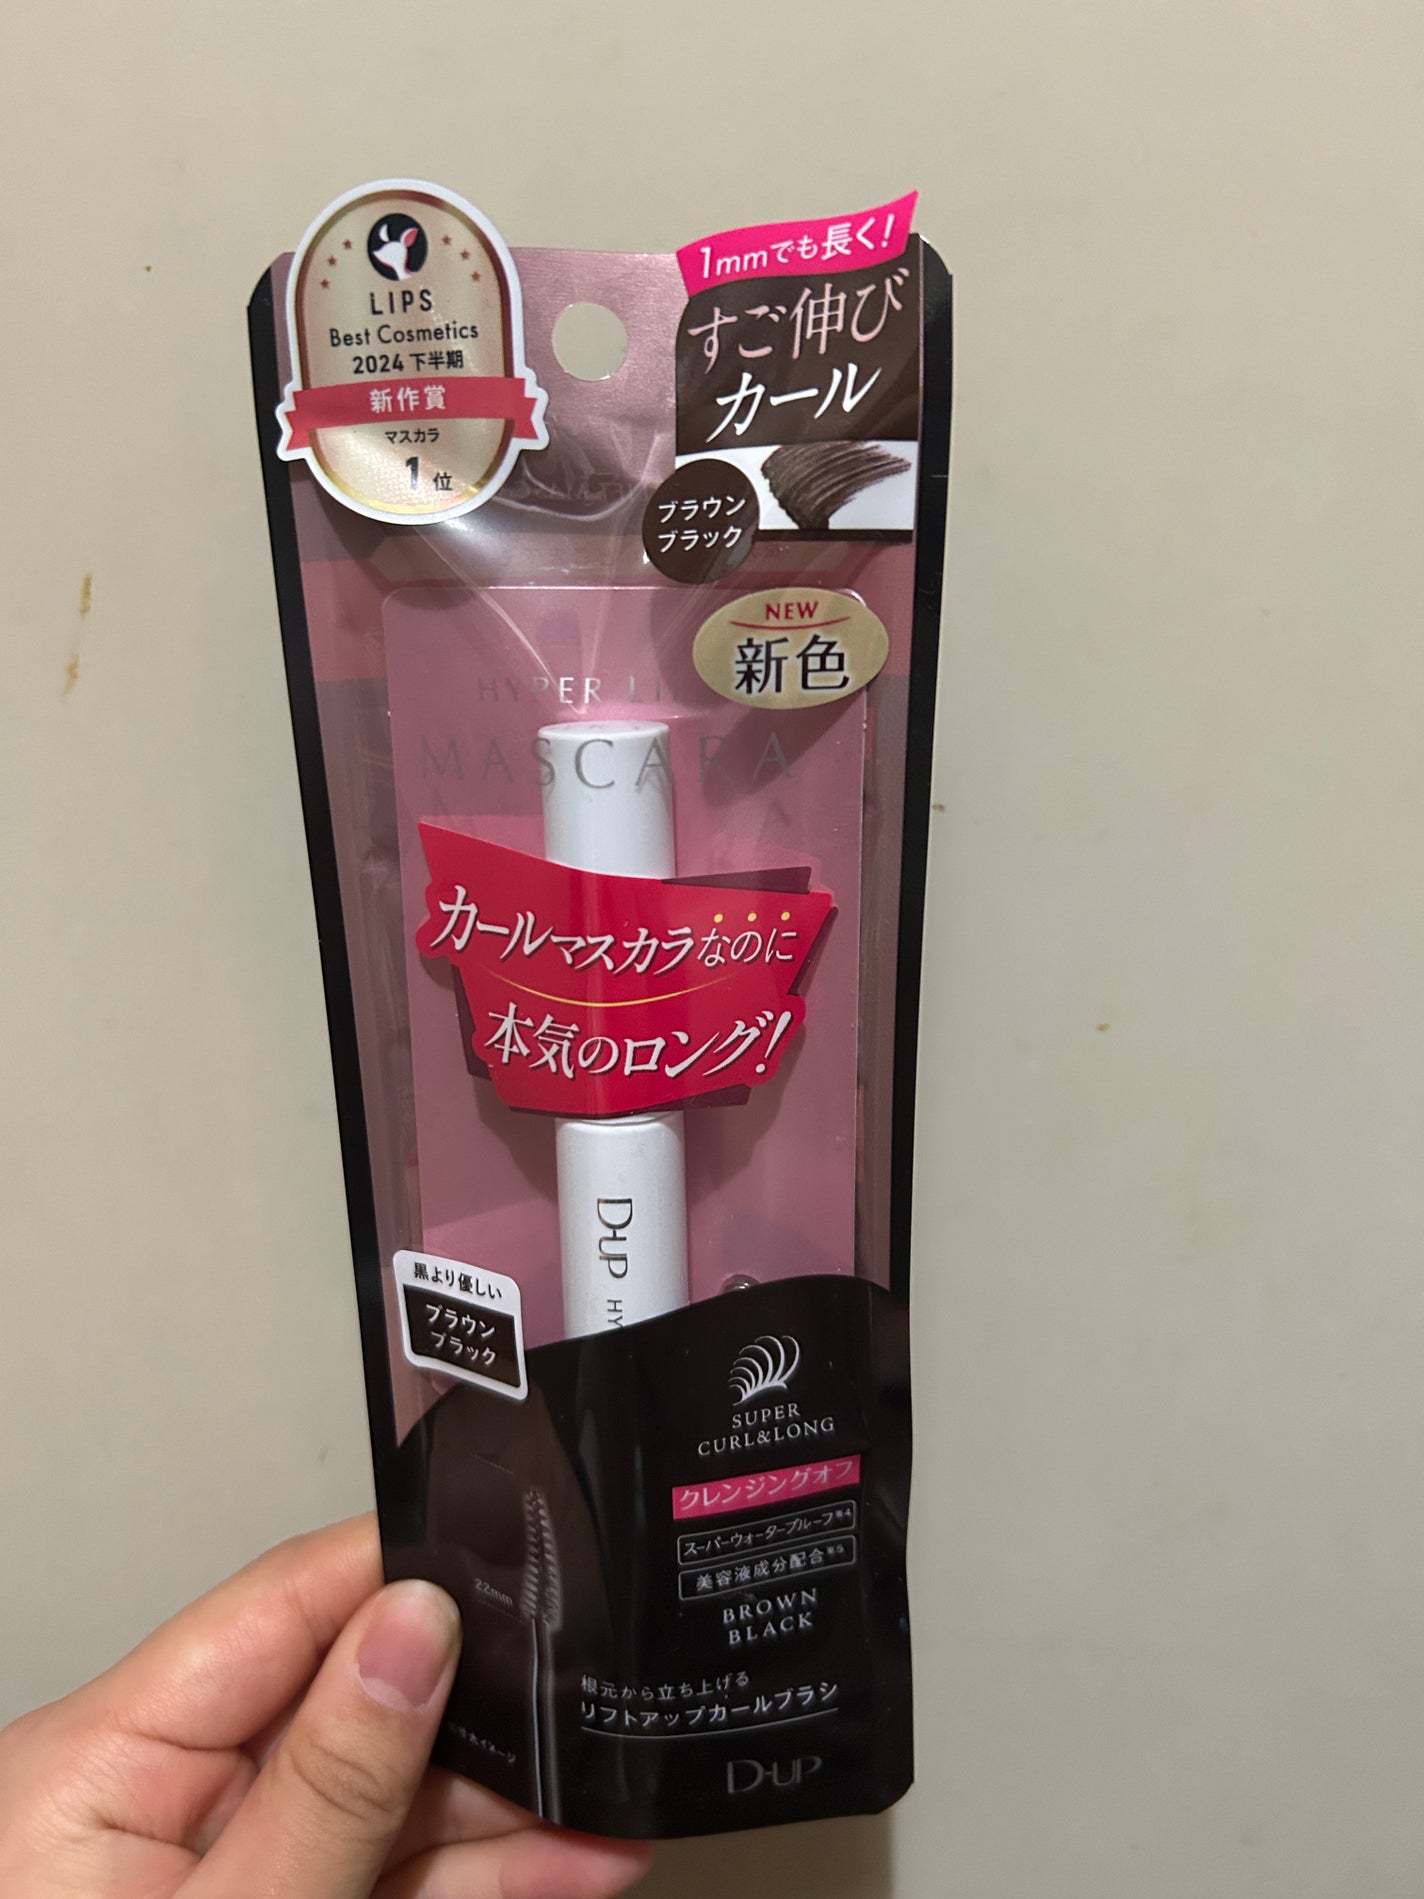 LIPS
Best Cosmetics
2024 下半期
新作賞
マスカラ
1位
1mmでも長く!
すご伸び
カール
ブラウン
ブラック
NEW
新色
HYPER
MASCARA
カールマスカラなのに
本気のロング!
D-UP
HY
黒より優しい
ブラウン
ブラック
SUPER
CURL&LONG
クレンジングオフ
スーパーウォータープルーフ※4
美容液成分配合※5
BROWN
BLACK
22mm
根元から立ち上げる
リフトアップカールブラシ
D-UP